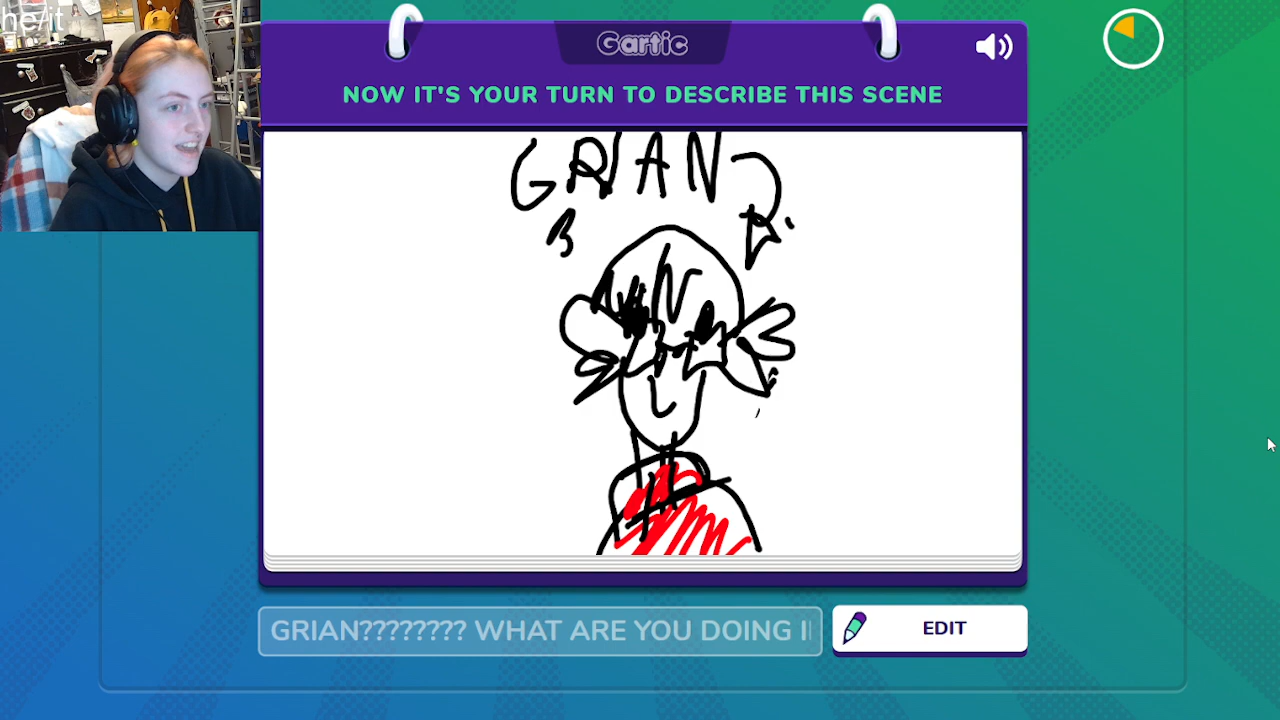 he/it
Gartic
NOW IT'S YOUR TURN TO DESCRIBE THIS SCENE
GRIAN
GRIAN???????? WHAT ARE YOU DOING I
EDIT